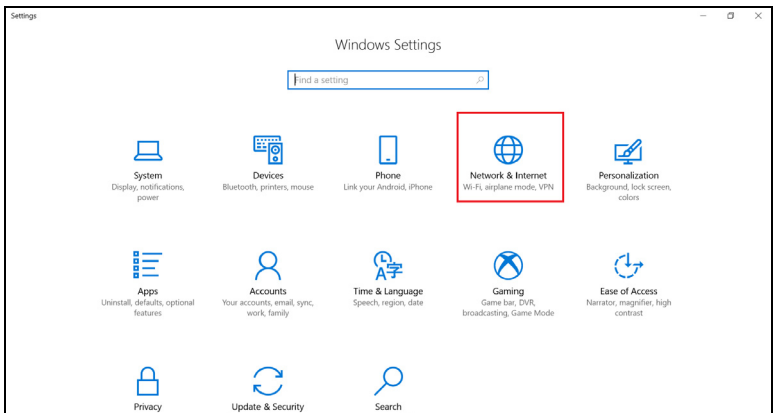 Settings
Windows Settings
Find a setting
System
Display, notifications,
power
Devices
Bluetooth, printers, mouse
Phone
Link your Android, iPhone
Network & Internet
Wi-Fi, airplane mode, VPN
Personalization
Background, lock screen,
colors
Apps
Uninstall, defaults, optional
features
Accounts
Your accounts, email, sync,
work, family
A字
Time & Language
Speech, region, date
Gaming
Game bar, DVR,
broadcasting, Game Mode
Ease of Access
Narrator, magnifier, high
contrast
Privacy
Update & Security
Search